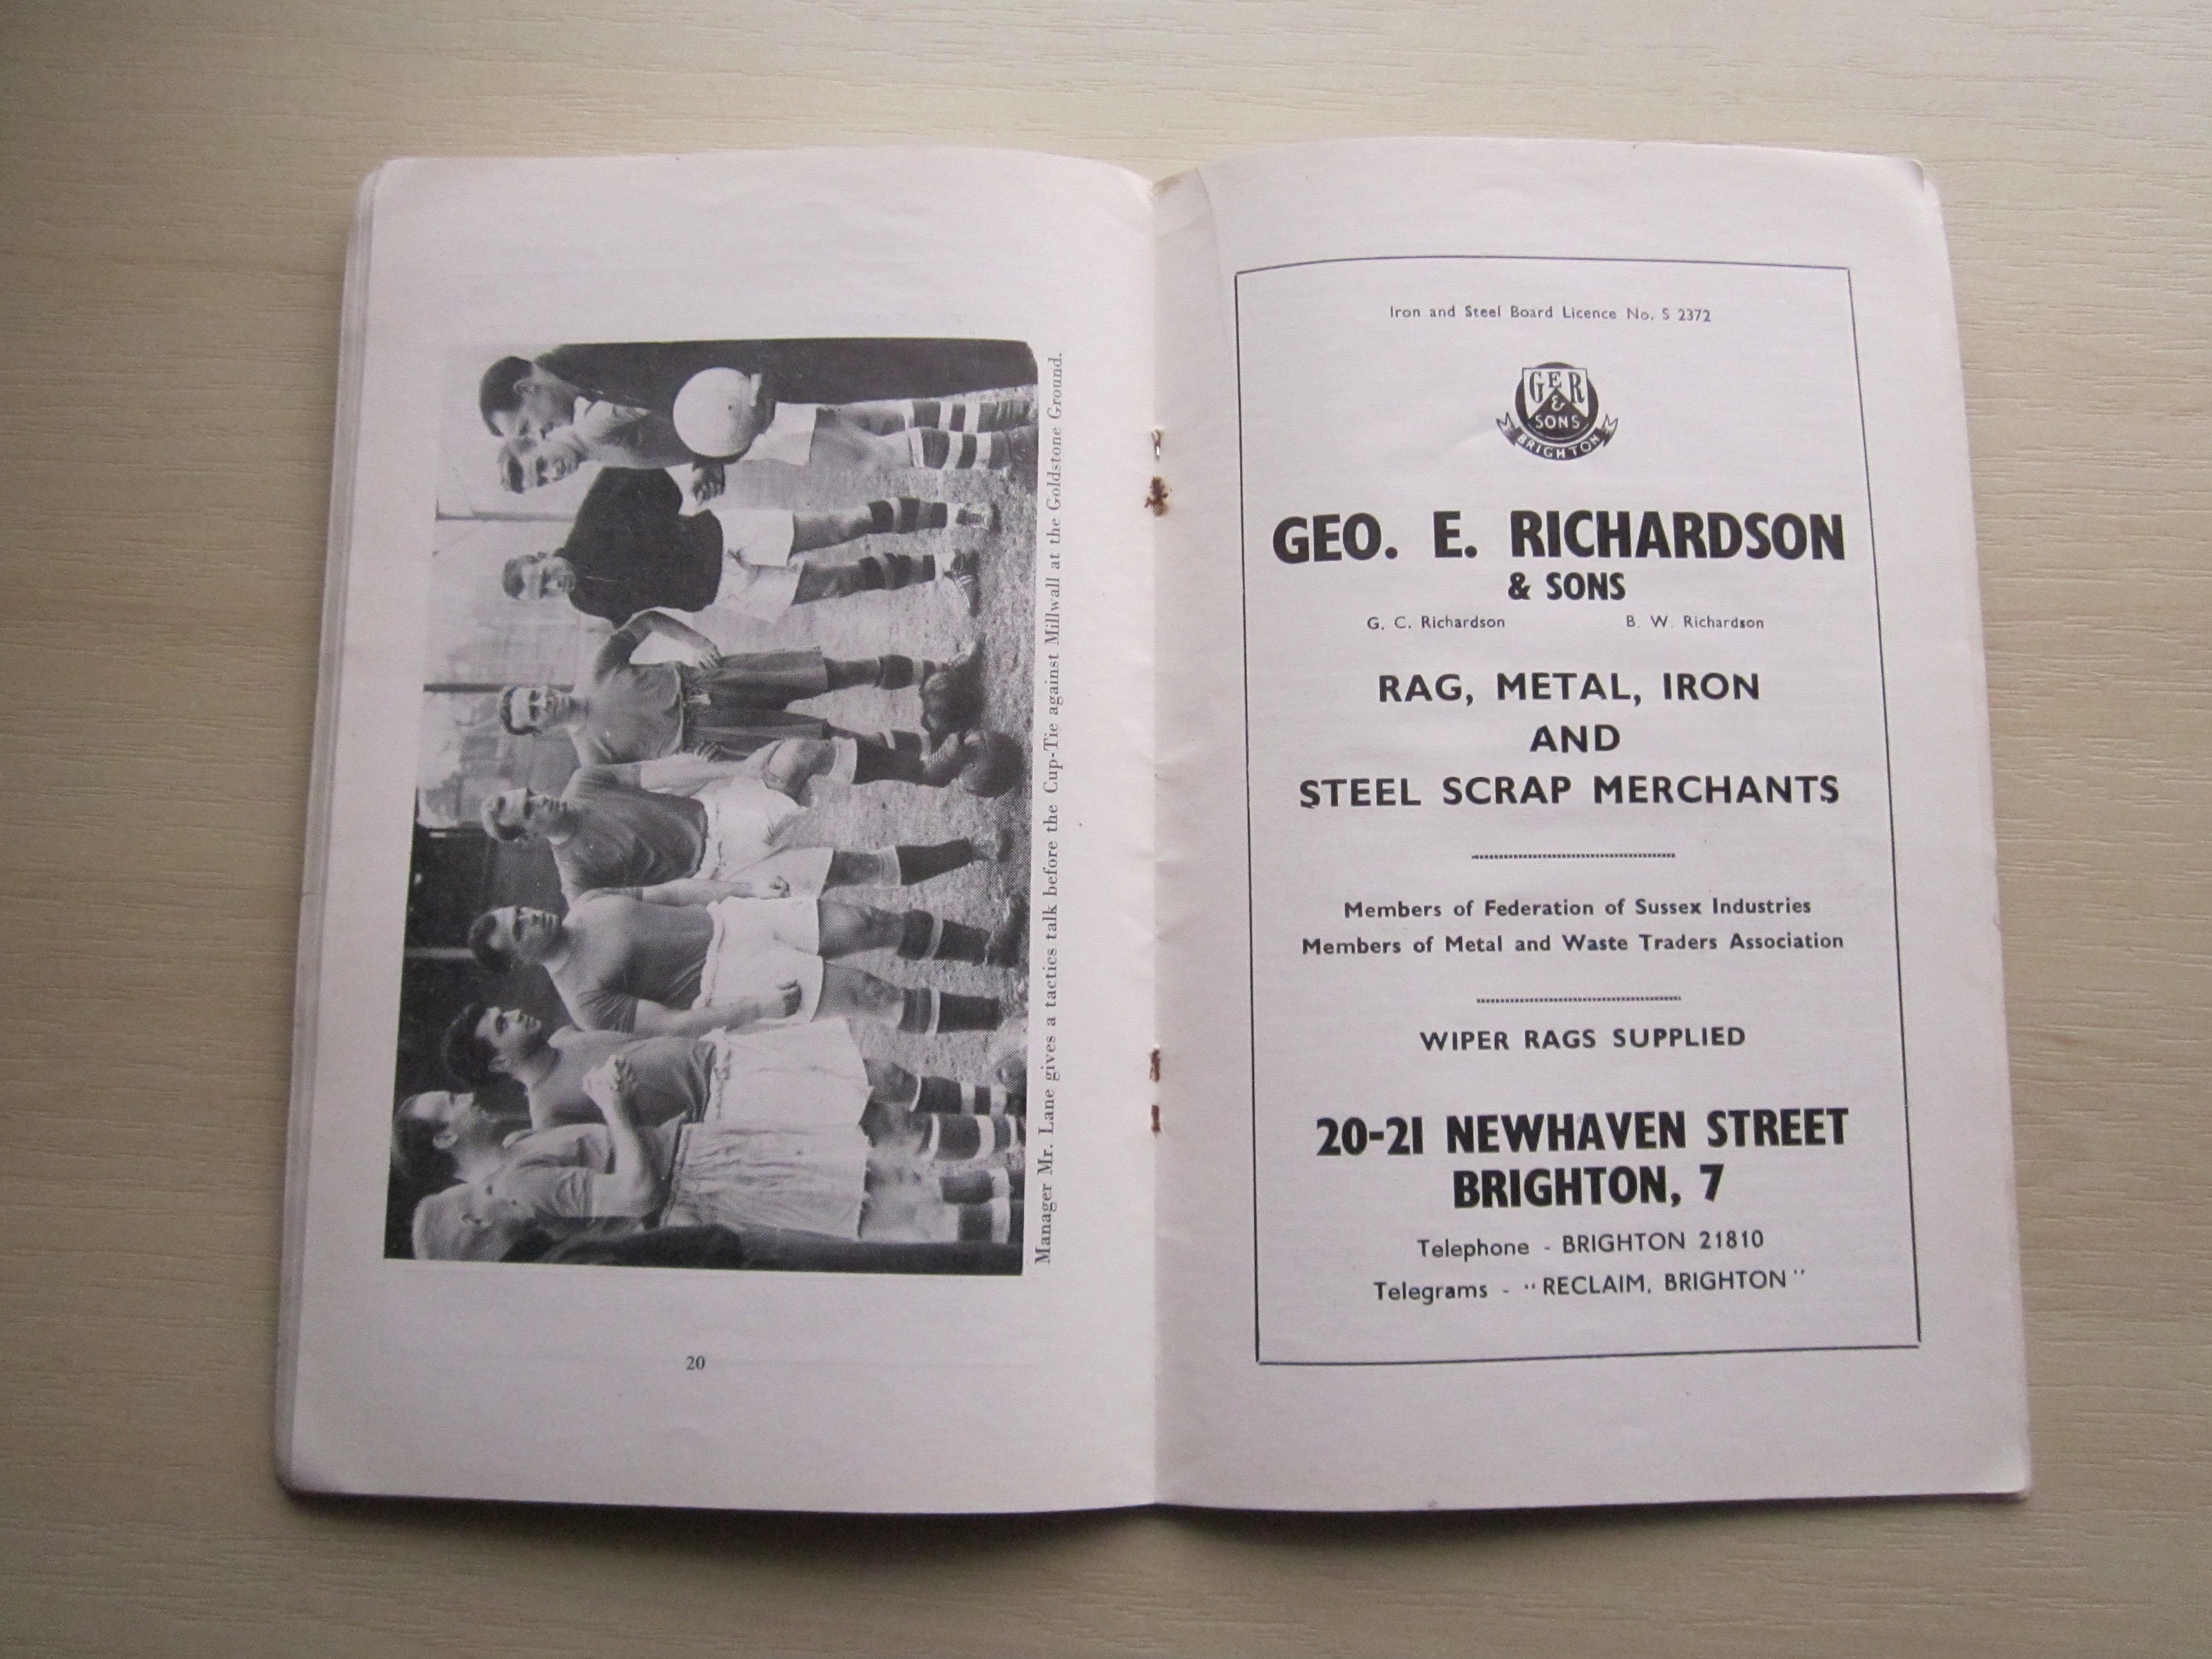 Manager Mr. Lane gives a tactics talk before the Cup-Tie against Millwall at the Goldstone Ground.
20
Iron and Steel Board Licence No. S 2372
G E R
&
SONS
BRIGHTON
GEO. E. RICHARDSON
& SONS
G. C. Richardson B. W. Richardson
RAG, METAL, IRON
AND
STEEL SCRAP MERCHANTS
Members of Federation of Sussex Industries
Members of Metal and Waste Traders Association
WIPER RAGS SUPPLIED
20-21 NEWHAVEN STREET
BRIGHTON, 7
Telephone - BRIGHTON 21810
Telegrams - "RECLAIM, BRIGHTON"